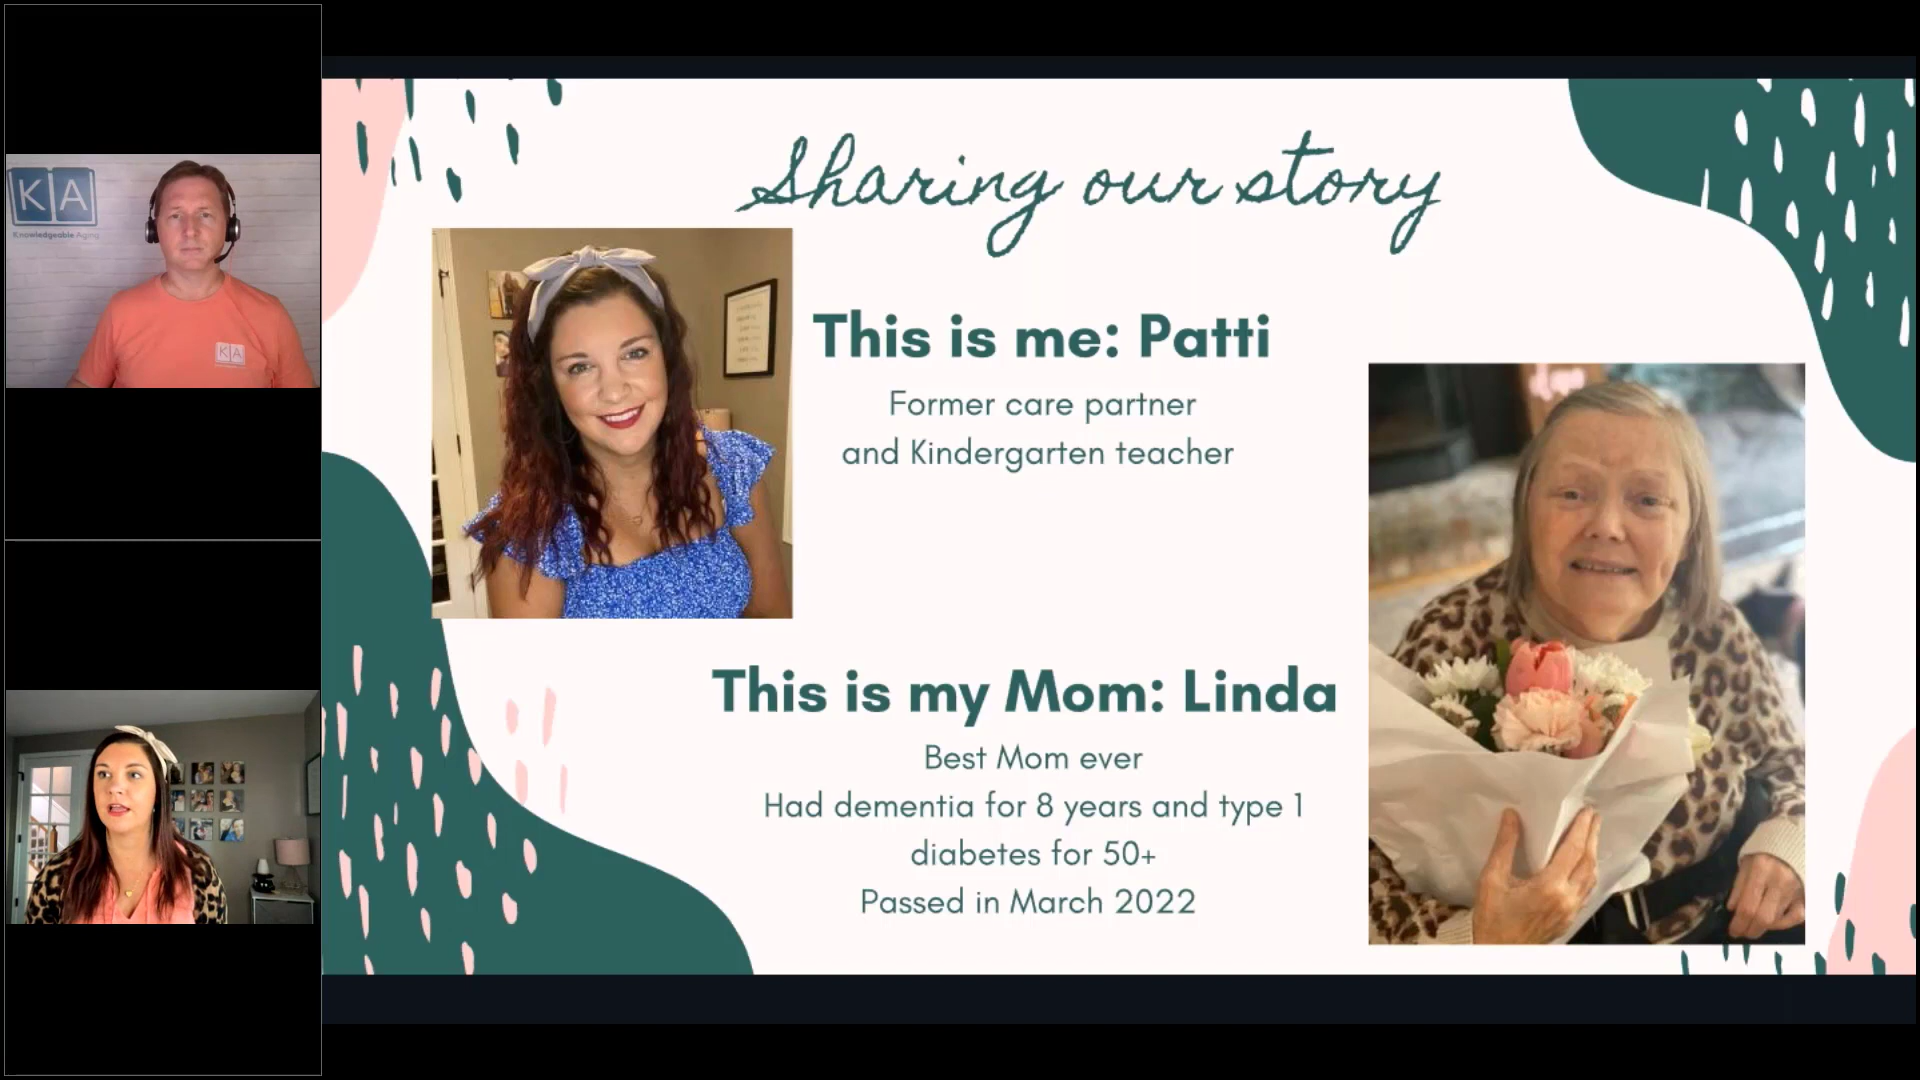 KA
Knowledgeable Aging
KA
Sharing our story
This is me: Patti
Former care partner
and Kindergarten teacher
This is my Mom: Linda
Best Mom ever
Had dementia for 8 years and type 1
diabetes for 50+
Passed in March 2022